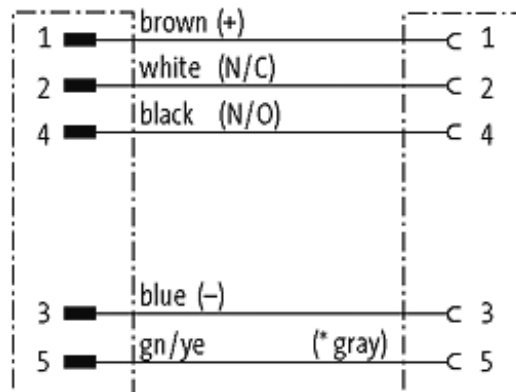 1 brown (+) 1
2 white (N/C) 2
4 black (N/O) 4
3 blue (–) 3
5 gn/ye (* gray) 5